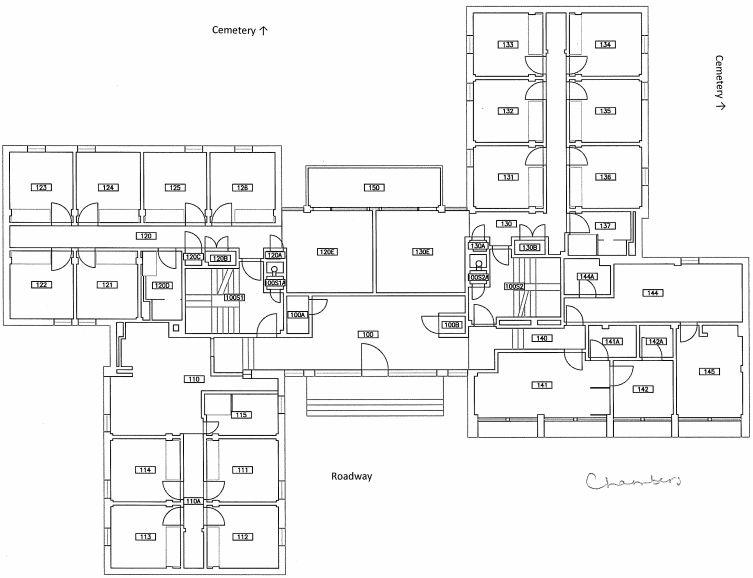 Cemetery ↑
Cemetery ↑
133
134
132
135
131
136
123
124
125
126
150
130
137
120
130A
130B
120C
120B
120A
120E
130E
122
121
120D
100S1A
100S2A
144A
144
100S1
100S2
100A
100B
100
140
141A
142A
110
141
142
145
115
114
111
110A
113
112
Roadway
Chambers